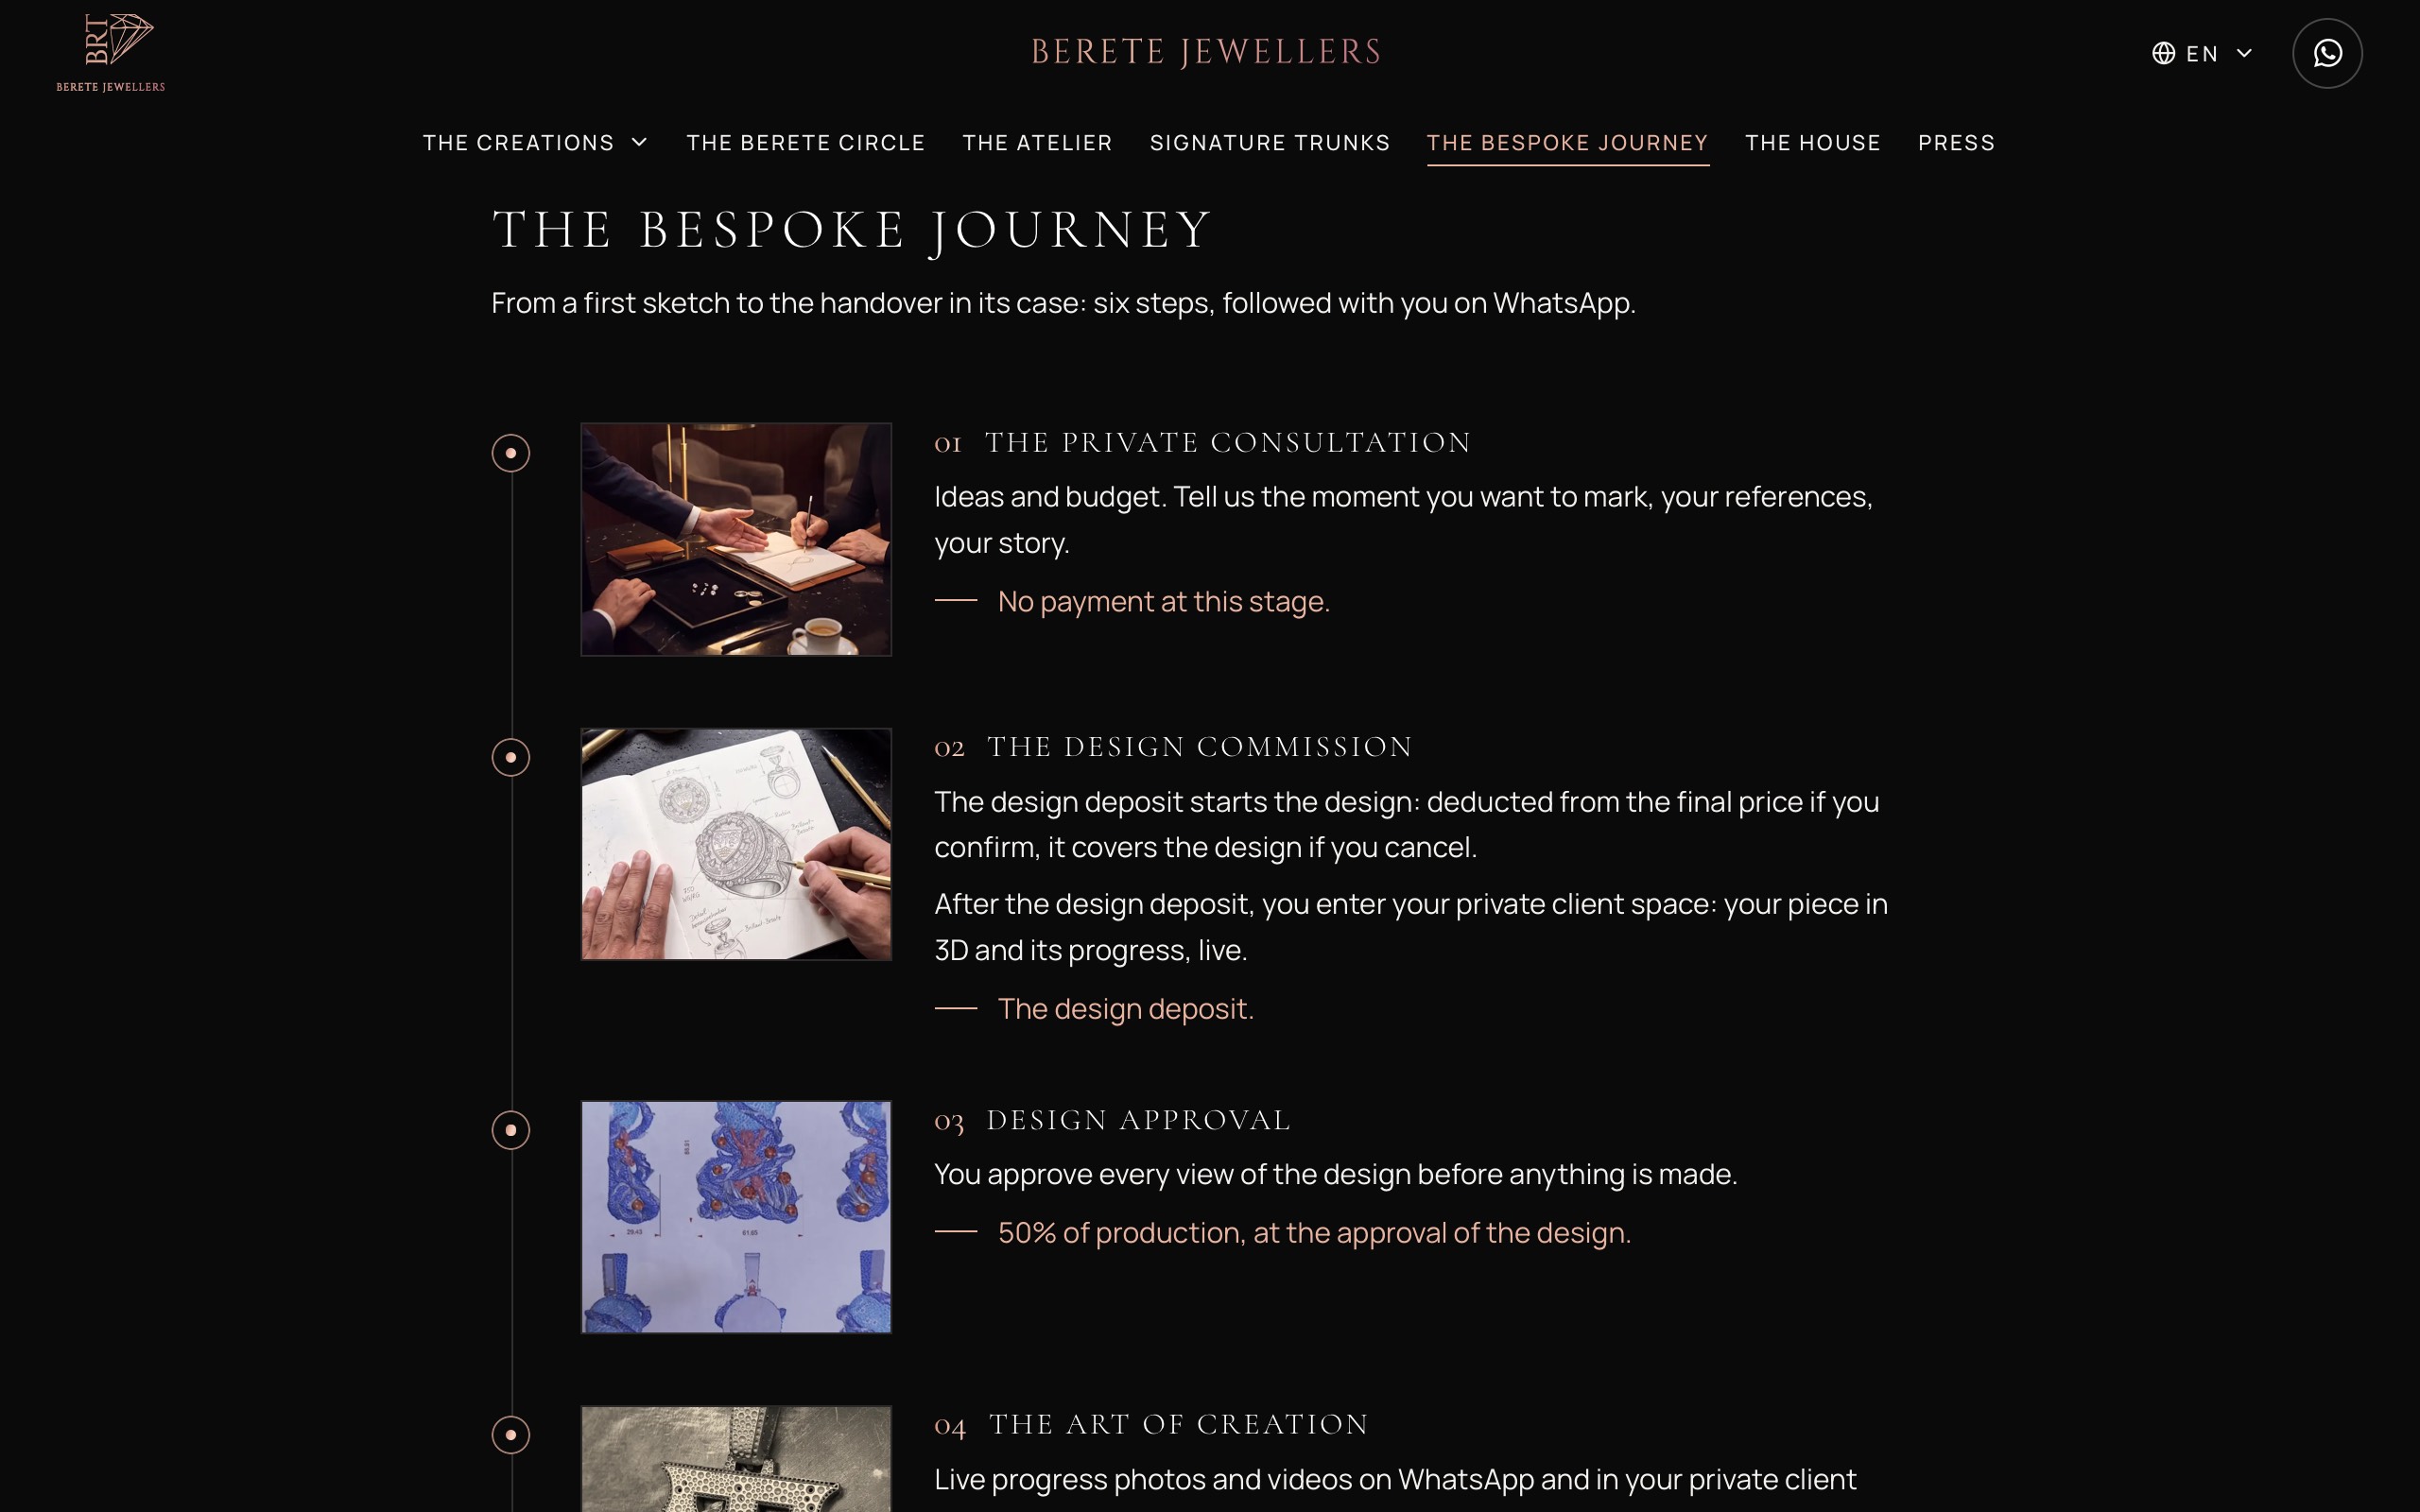 BRT
BERETE JEWELLERS
BERETE JEWELLERS
EN
THE CREATIONS THE BERETE CIRCLE THE ATELIER SIGNATURE TRUNKS THE BESPOKE JOURNEY THE HOUSE PRESS
THE BESPOKE JOURNEY
From a first sketch to the handover in its case: six steps, followed with you on WhatsApp.
01 THE PRIVATE CONSULTATION
Ideas and budget. Tell us the moment you want to mark, your references,
your story.
No payment at this stage.
02 THE DESIGN COMMISSION
The design deposit starts the design: deducted from the final price if you
confirm, it covers the design if you cancel.
After the design deposit, you enter your private client space: your piece in
3D and its progress, live.
The design deposit.
03 DESIGN APPROVAL
You approve every view of the design before anything is made.
50% of production, at the approval of the design.
29,43
61,65
04 THE ART OF CREATION
Live progress photos and videos on WhatsApp and in your private client